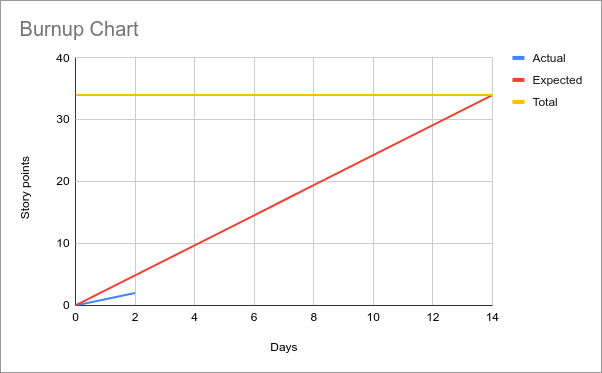 Burnup Chart
40
30
20
10
0
Story points
0 2 4 6 8 10 12 14
Days
Actual
Expected
Total